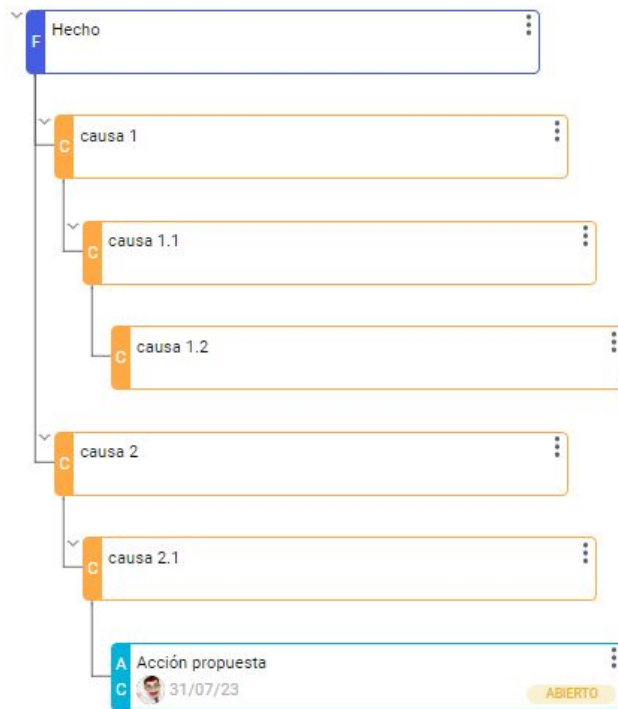 F Hecho
C causa 1
C causa 1.1
C causa 1.2
C causa 2
C causa 2.1
A Acción propuesta
C 31/07/23 ABIERTO